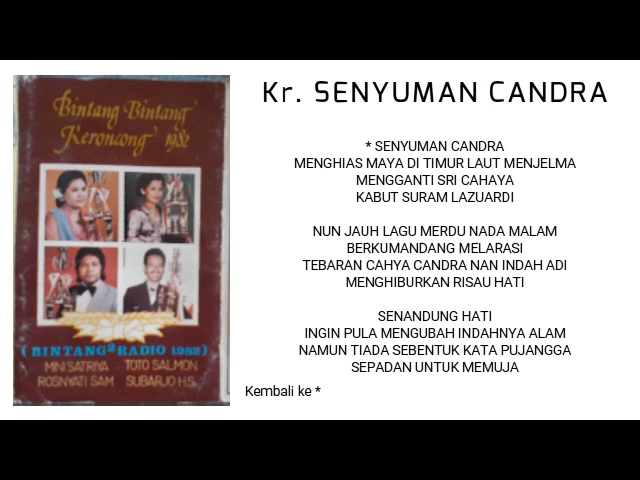 Bintang Bintang
Keroncong 1982
(BINTANG² RADIO 1982)
MINI SATRIYA TOTO SALMON
ROSNYATI SAM SUBARJO H.S.
Kr. SENYUMAN CANDRA
* SENYUMAN CANDRA
MENGHIAS MAYA DI TIMUR LAUT MENJELMA
MENGGANTI SRI CAHAYA
KABUT SURAM LAZUARDI
NUN JAUH LAGU MERDU NADA MALAM
BERKUMANDANG MELARASI
TEBARAN CAHYA CANDRA NAN INDAH ADI
MENGHIBURKAN RISAU HATI
SENANDUNG HATI
INGIN PULA MENGUBAH INDAHNYA ALAM
NAMUN TIADA SEBENTUK KATA PUJANGGA
SEPADAN UNTUK MEMUJA
Kembali ke *